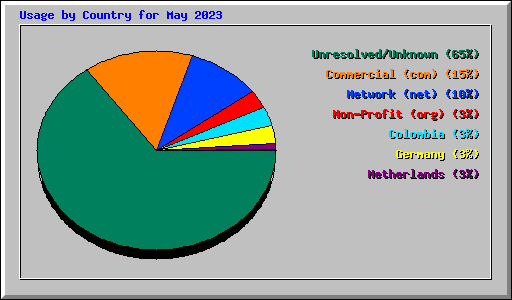 Usage by Country for May 2023
Unresolved/Unknown (65%)
Commercial (com) (15%)
Network (net) (10%)
Non-Profit (org) (3%)
Colombia (3%)
Germany (3%)
Netherlands (3%)